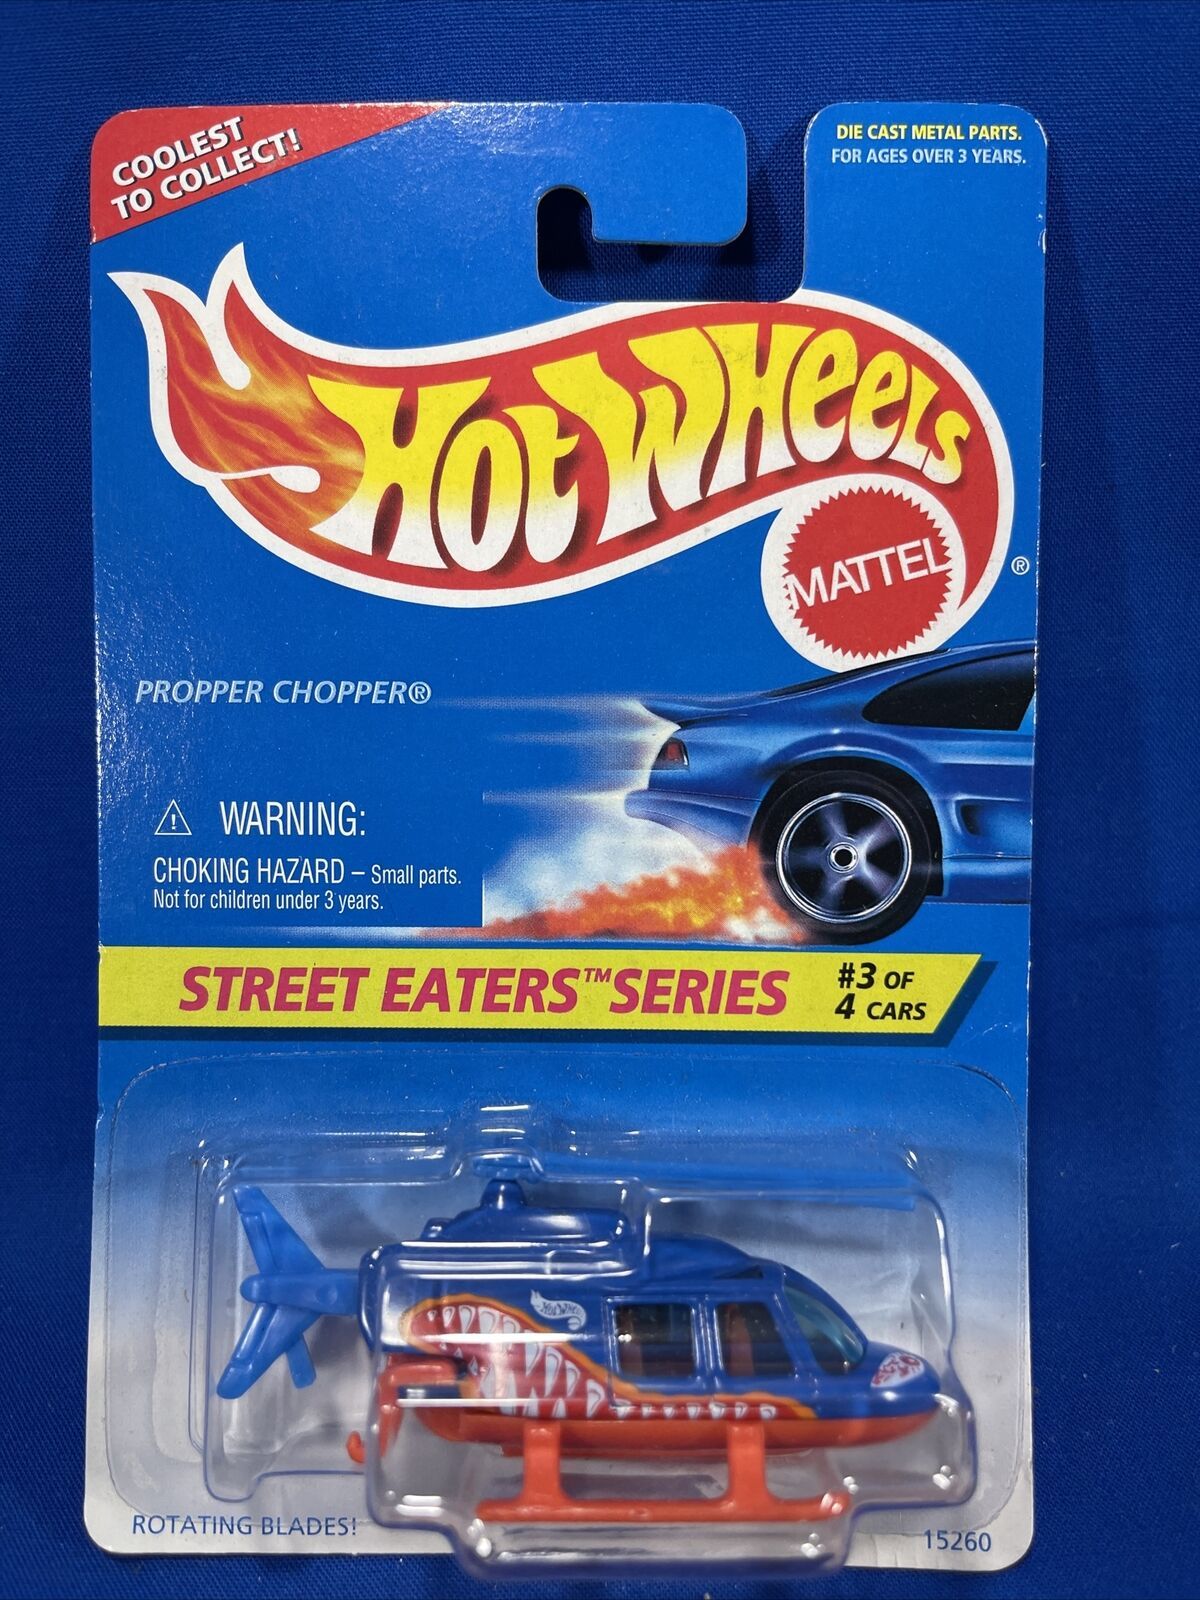 COOLEST
TO COLLECT!
DIE CAST METAL PARTS.
FOR AGES OVER 3 YEARS.
HOT WHEELS
MATTEL
®
PROPPER CHOPPER®
WARNING:
CHOKING HAZARD – Small parts.
Not for children under 3 years.
STREET EATERS™ SERIES
#3 OF
4 CARS
HOT WHEELS
ROTATING BLADES!
15260